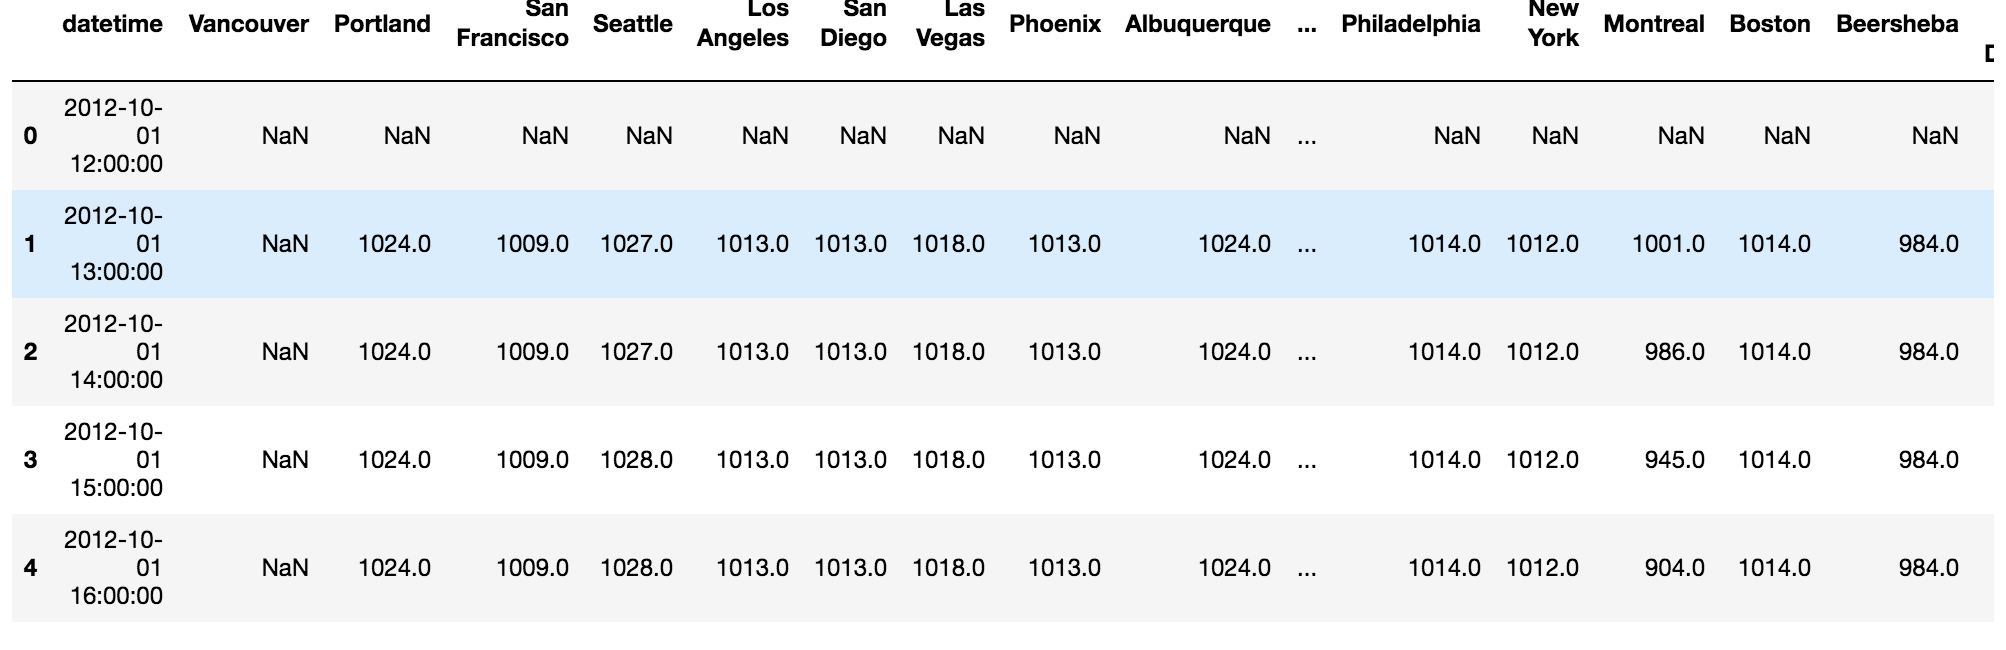 datetime Vancouver Portland San Francisco Seattle Los Angeles San Diego Las Vegas Phoenix Albuquerque ... Philadelphia New York Montreal Boston Beersheba
0 2012-10-01 12:00:00 NaN NaN NaN NaN NaN NaN NaN NaN NaN ... NaN NaN NaN NaN NaN
1 2012-10-01 13:00:00 NaN 1024.0 1009.0 1027.0 1013.0 1013.0 1018.0 1013.0 1024.0 ... 1014.0 1012.0 1001.0 1014.0 984.0
2 2012-10-01 14:00:00 NaN 1024.0 1009.0 1027.0 1013.0 1013.0 1018.0 1013.0 1024.0 ... 1014.0 1012.0 986.0 1014.0 984.0
3 2012-10-01 15:00:00 NaN 1024.0 1009.0 1028.0 1013.0 1013.0 1018.0 1013.0 1024.0 ... 1014.0 1012.0 945.0 1014.0 984.0
4 2012-10-01 16:00:00 NaN 1024.0 1009.0 1028.0 1013.0 1013.0 1018.0 1013.0 1024.0 ... 1014.0 1012.0 904.0 1014.0 984.0